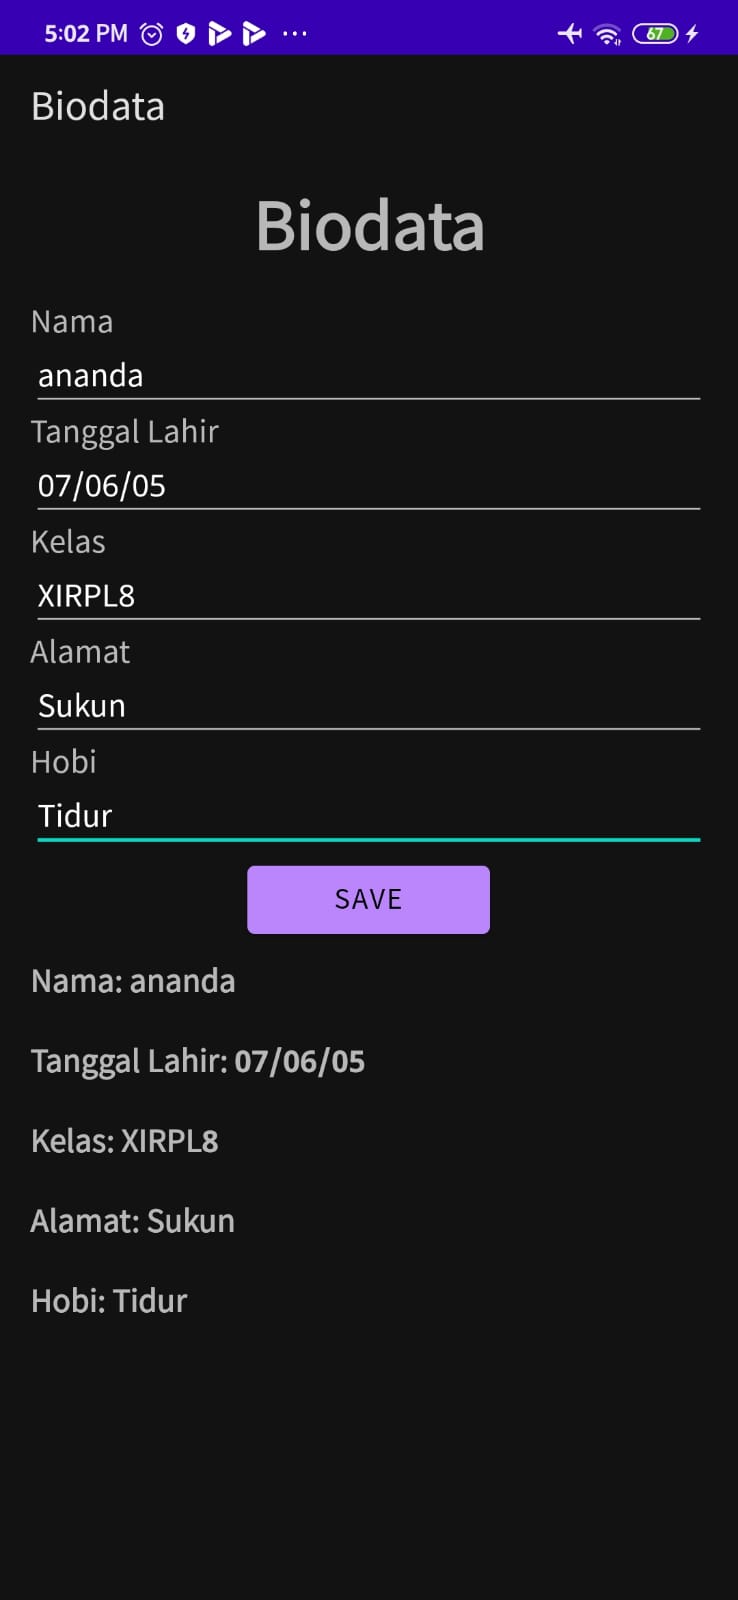 5:02 PM
67
Biodata
Biodata
Nama
ananda
Tanggal Lahir
07/06/05
Kelas
XIRPL8
Alamat
Sukun
Hobi
Tidur
SAVE
Nama: ananda
Tanggal Lahir: 07/06/05
Kelas: XIRPL8
Alamat: Sukun
Hobi: Tidur